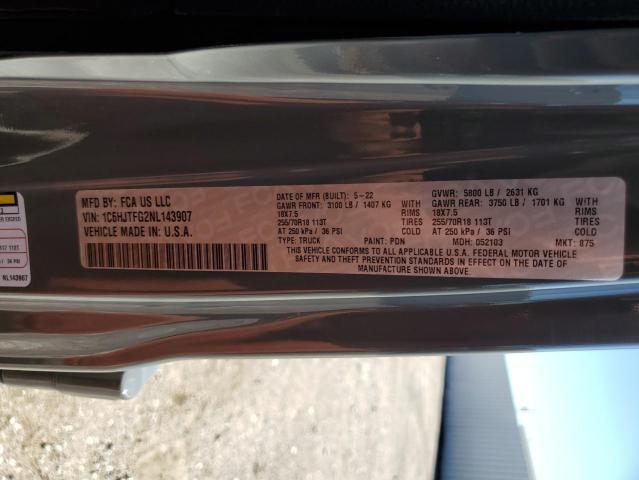 MFD BY: FCA US LLC
VIN: 1C6HJTFG2NL143907
VEHICLE MADE IN U.S.A.
DATE OF MFR (BUILT): 5-22
GAWR FRONT: 3100 LB / 1407 KG WITH
18X7.5 RIMS
255/70R18 113T TIRES
AT 250 kPa / 36 PSI COLD
TYPE: TRUCK PAINT: PDN
GVWR: 5800 LB / 2631 KG
GAWR REAR: 3750 LB / 1701 KG WITH
18X7.5 RIMS
255/70R18 113T TIRES
AT 250 kPa / 36 PSI COLD
MDH: 052103 MKT: 875
THIS VEHICLE CONFORMS TO ALL APPLICABLE U.S.A. FEDERAL MOTOR VEHICLE
SAFETY AND THEFT PREVENTION STANDARDS IN EFFECT ON THE DATE OF
MANUFACTURE SHOWN ABOVE.
NL143907